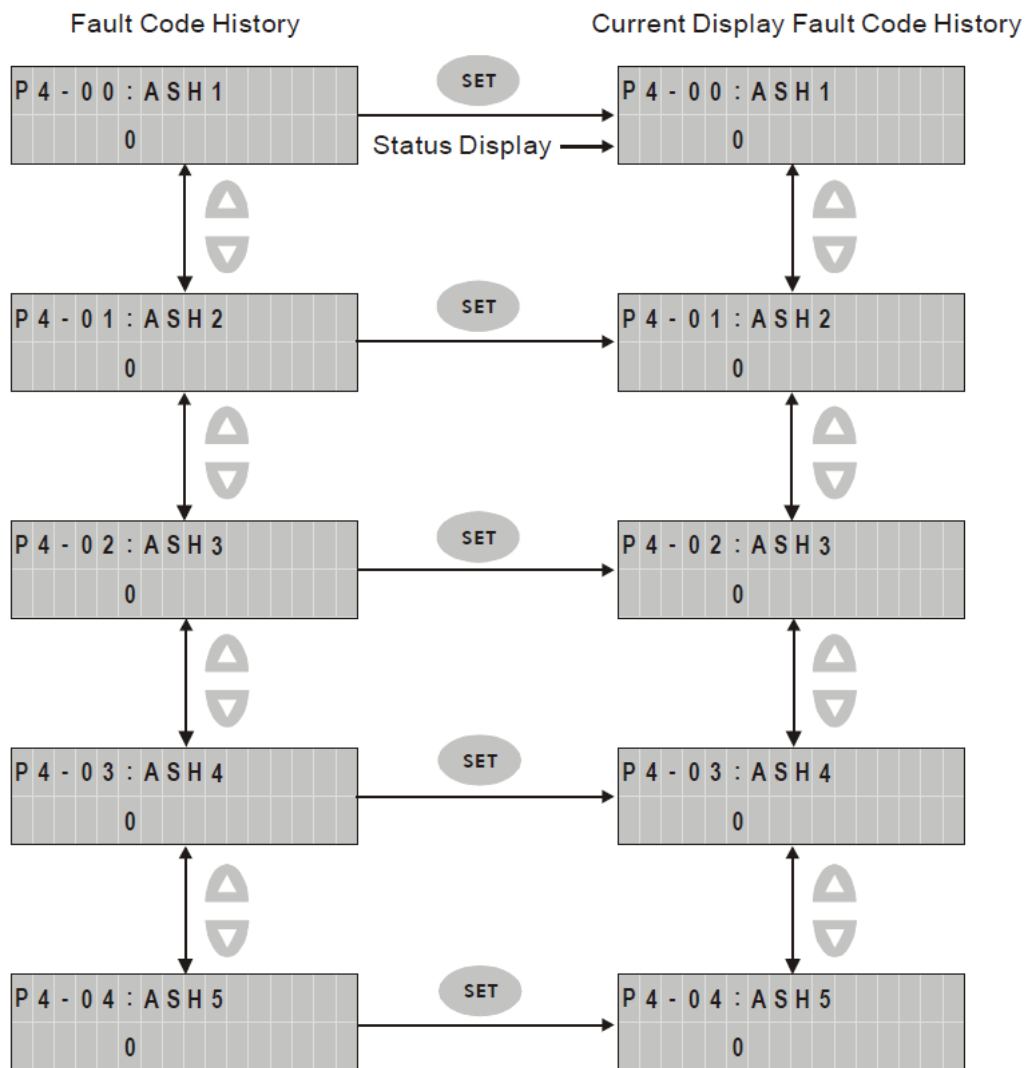 Fault Code History
Current Display Fault Code History
P4-00:ASH1
0
SET
Status Display
P4-00:ASH1
0
P4-01:ASH2
0
SET
P4-01:ASH2
0
P4-02:ASH3
0
SET
P4-02:ASH3
0
P4-03:ASH4
0
SET
P4-03:ASH4
0
P4-04:ASH5
0
SET
P4-04:ASH5
0